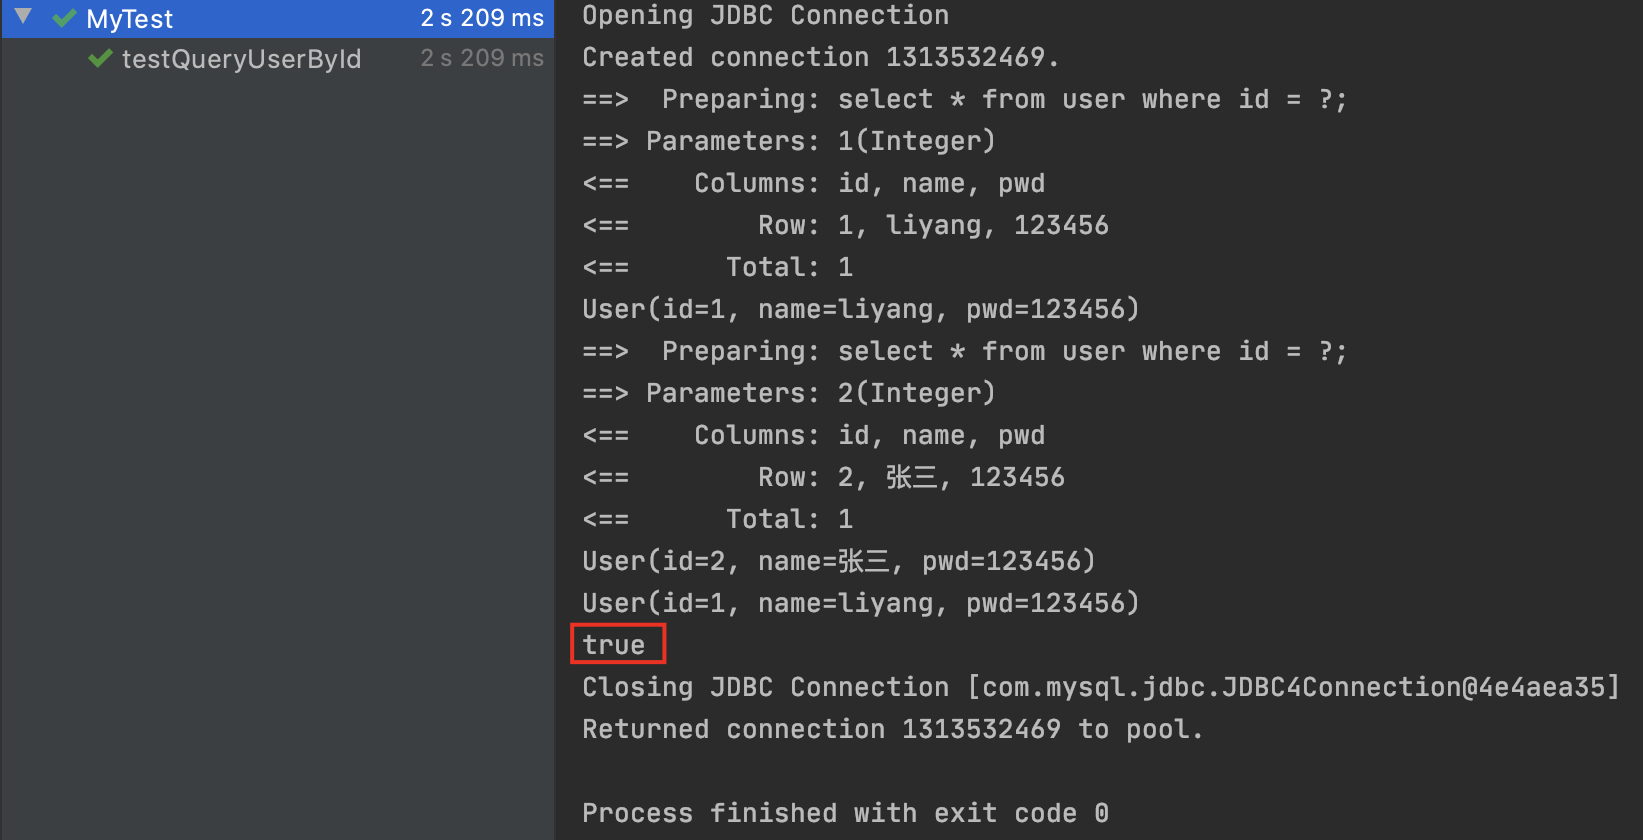 MyTest 2 s 209 ms
testQueryUserById 2 s 209 ms
Opening JDBC Connection
Created connection 1313532469.
==>  Preparing: select * from user where id = ?;
==> Parameters: 1(Integer)
<==    Columns: id, name, pwd
<==        Row: 1, liyang, 123456
<==      Total: 1
User(id=1, name=liyang, pwd=123456)
==>  Preparing: select * from user where id = ?;
==> Parameters: 2(Integer)
<==    Columns: id, name, pwd
<==        Row: 2, 张三, 123456
<==      Total: 1
User(id=2, name=张三, pwd=123456)
User(id=1, name=liyang, pwd=123456)
true
Closing JDBC Connection [com.mysql.jdbc.JDBC4Connection@4e4aea35]
Returned connection 1313532469 to pool.
Process finished with exit code 0